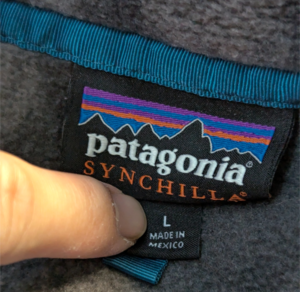 patagonia®
SYNCHILLA
L
MADE IN
MEXICO